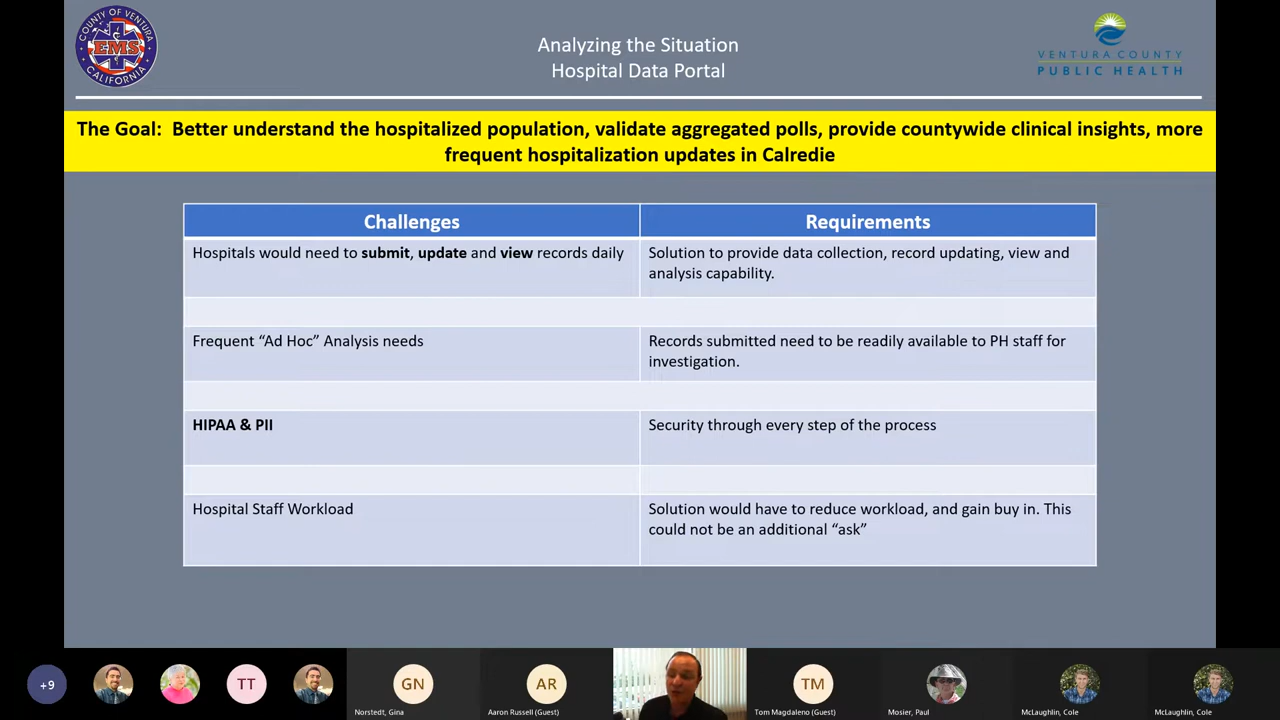 COUNTY OF VENTURA
EMS
CALIFORNIA
Analyzing the Situation
Hospital Data Portal
VENTURA COUNTY
PUBLIC HEALTH
The Goal: Better understand the hospitalized population, validate aggregated polls, provide countywide clinical insights, more
frequent hospitalization updates in Calredie
Challenges
Requirements
Hospitals would need to submit, update and view records daily
Solution to provide data collection, record updating, view and
analysis capability.
Frequent “Ad Hoc” Analysis needs
Records submitted need to be readily available to PH staff for
investigation.
HIPAA & PII
Security through every step of the process
Hospital Staff Workload
Solution would have to reduce workload, and gain buy in. This
could not be an additional “ask”
+9
TT
GN
Norstedt, Gina
AR
Aaron Russell (Guest)
TM
Tom Magdaleno (Guest)
Mosier, Paul
McLaughlin, Cole
McLaughlin, Cole